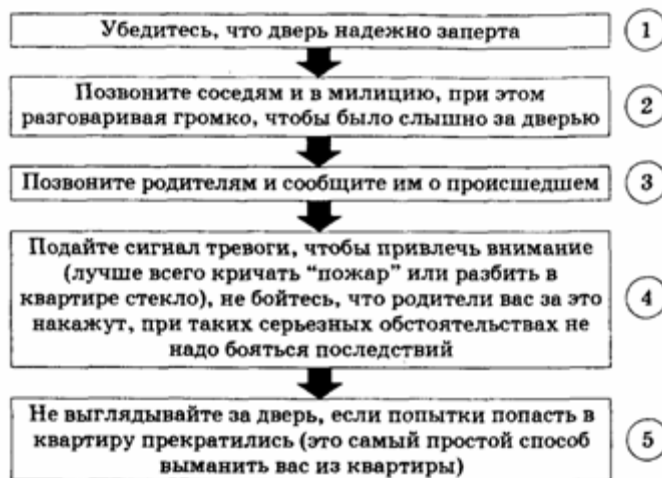 Убедитесь, что дверь надежно заперта
1
Позвоните соседям и в милицию, при этом
разговаривая громко, чтобы было слышно за дверью
2
Позвоните родителям и сообщите им о происшедшем
3
Подайте сигнал тревоги, чтобы привлечь внимание
(лучше всего кричать “пожар” или разбить в
квартире стекло), не бойтесь, что родители вас за это
накажут, при таких серьезных обстоятельствах не
надо бояться последствий
4
Не выглядывайте за дверь, если попытки попасть в
квартиру прекратились (это самый простой способ
выманить вас из квартиры)
5